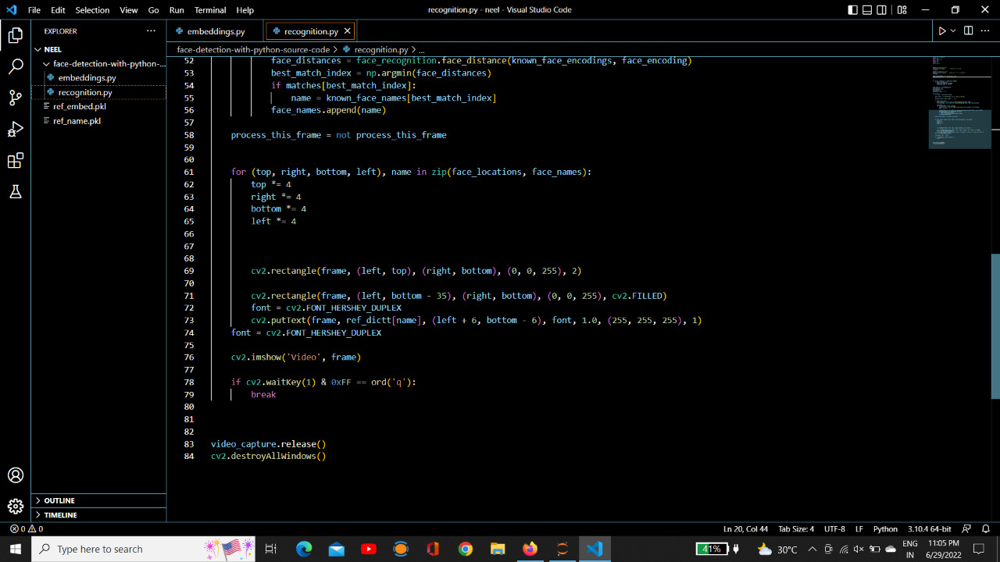 File Edit Selection View Go Run Terminal Help
recognition.py - neel - Visual Studio Code
EXPLORER ···
NEEL
face-detection-with-python-...
embeddings.py
recognition.py
ref_embed.pkl
ref_name.pkl
OUTLINE
TIMELINE
embeddings.py recognition.py
face-detection-with-python-source-code > recognition.py > ...
52 face_distances = face_recognition.face_distance(known_face_encodings, face_encoding)
53 best_match_index = np.argmin(face_distances)
54 if matches[best_match_index]:
55 name = known_face_names[best_match_index]
56 face_names.append(name)
57
58 process_this_frame = not process_this_frame
59
60
61 for (top, right, bottom, left), name in zip(face_locations, face_names):
62 top *= 4
63 right *= 4
64 bottom *= 4
65 left *= 4
66
67
68
69 cv2.rectangle(frame, (left, top), (right, bottom), (0, 0, 255), 2)
70
71 cv2.rectangle(frame, (left, bottom - 35), (right, bottom), (0, 0, 255), cv2.FILLED)
72 font = cv2.FONT_HERSHEY_DUPLEX
73 cv2.putText(frame, ref_dictt[name], (left + 6, bottom - 6), font, 1.0, (255, 255, 255), 1)
74 font = cv2.FONT_HERSHEY_DUPLEX
75
76 cv2.imshow('Video', frame)
77
78 if cv2.waitKey(1) & 0xFF == ord('q'):
79 break
80
81
82
83 video_capture.release()
84 cv2.destroyAllWindows()
0 0
Ln 20, Col 44 Tab Size: 4 UTF-8 LF Python 3.10.4 64-bit
Type here to search
41%
30°C
ENG
IN
11:05 PM
6/29/2022